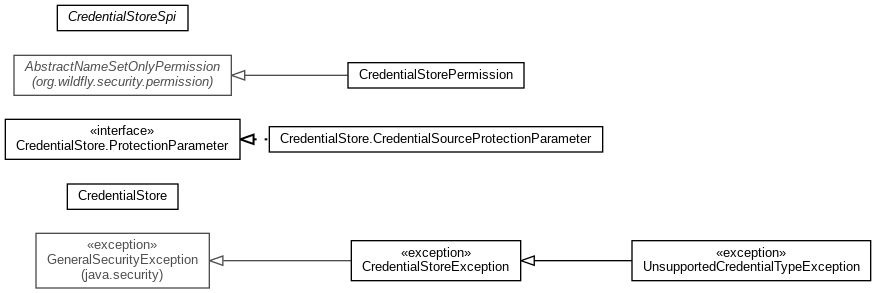 CredentialStoreSpi
AbstractNameSetOnlyPermission
(org.wildfly.security.permission)
CredentialStorePermission
«interface»
CredentialStore.ProtectionParameter
CredentialStore.CredentialSourceProtectionParameter
CredentialStore
«exception»
GeneralSecurityException
(java.security)
«exception»
CredentialStoreException
«exception»
UnsupportedCredentialTypeException